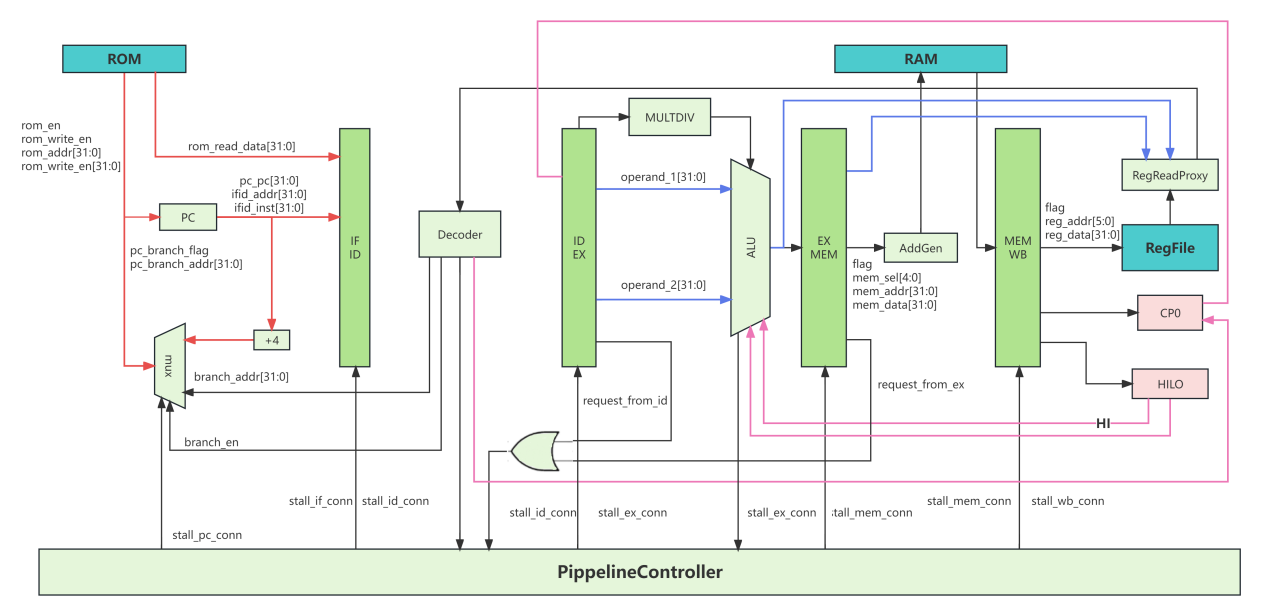 ROM
RAM
MULTDIV
rom_en
rom_write_en
rom_addr[31:0]
rom_write_en[31:0]
rom_read_data[31:0]
pc_pc[31:0]
ifid_addr[31:0]
ifid_inst[31:0]
PC
pc_branch_flag
pc_branch_addr[31:0]
IF
ID
Decoder
ID
EX
operand_1[31:0]
operand_2[31:0]
ALU
EX
MEM
AddGen
flag
mem_sel[4:0]
mem_addr[31:0]
mem_data[31:0]
MEM
WB
flag
reg_addr[5:0]
reg_data[31:0]
RegReadProxy
RegFile
CP0
HILO
+4
mux
branch_addr[31:0]
branch_en
request_from_id
request_from_ex
HI
stall_pc_conn
stall_if_conn
stall_id_conn
stall_id_conn
stall_ex_conn
stall_ex_conn
stall_mem_conn
stall_mem_conn
stall_wb_conn
PippelineController